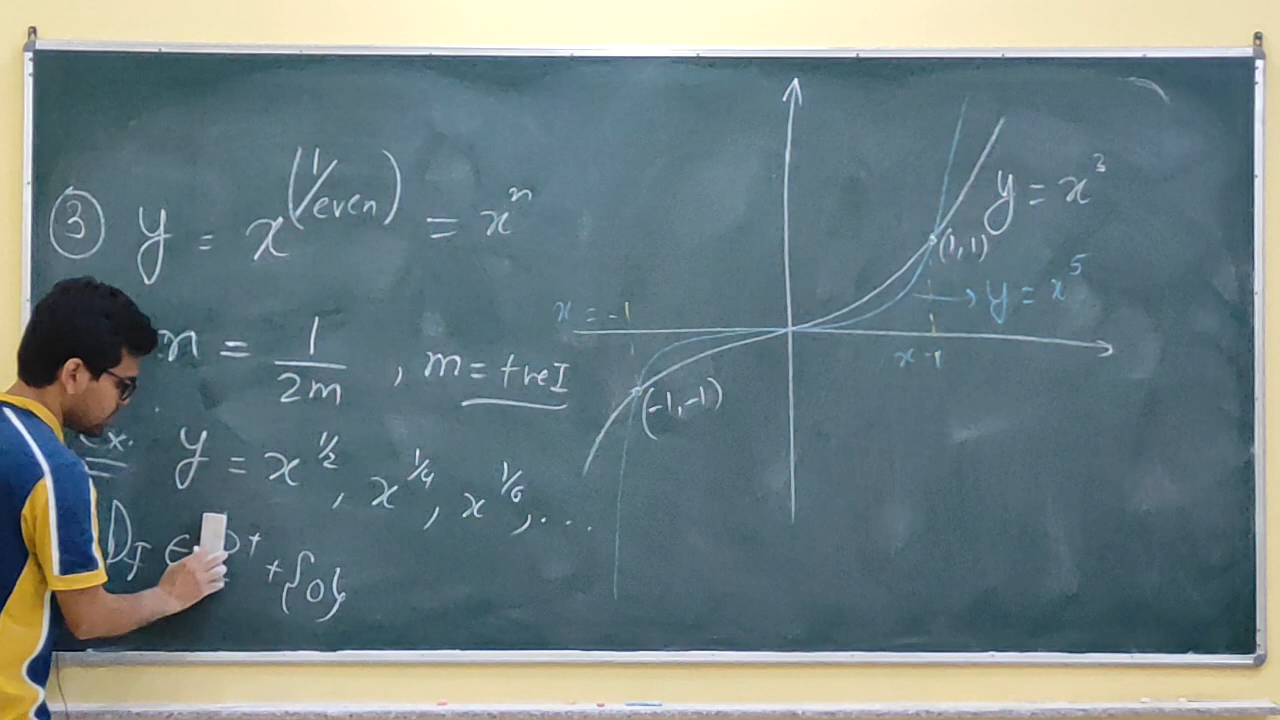 ③ y = x^(1/even) = x^n
n = 1/2m , m = +ve I
Ex. y = x^1/2 , x^1/4 , x^1/6 , ...
D_f ∈ + {0}
y = x^3
(1, 1)
y = x^5
x = -1
x = 1
(-1, -1)